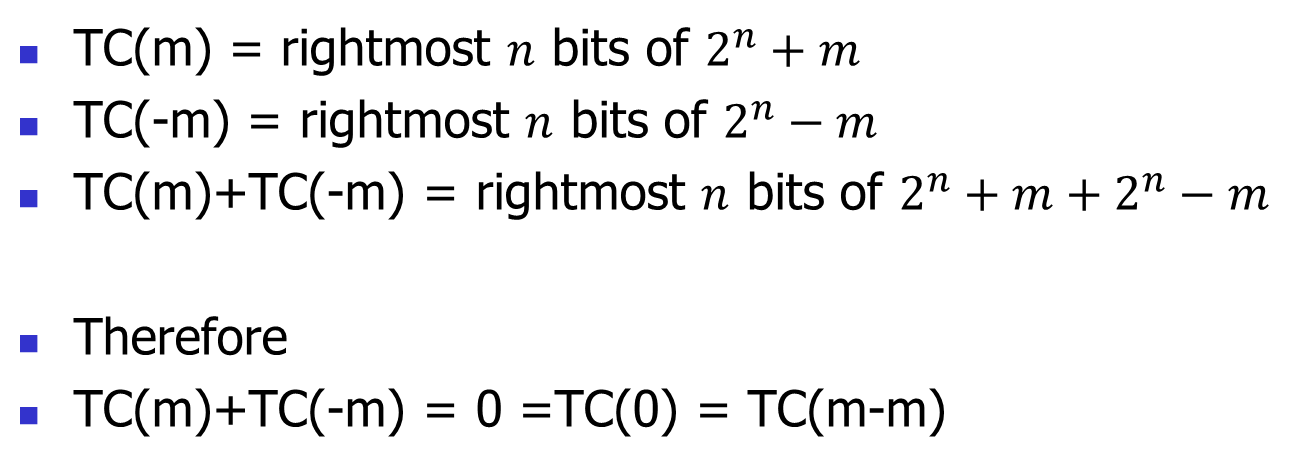 ▪ TC(m) = rightmost 𝑛 bits of 2ⁿ + 𝑚
▪ TC(-m) = rightmost 𝑛 bits of 2ⁿ − 𝑚
▪ TC(m)+TC(-m) = rightmost 𝑛 bits of 2ⁿ + 𝑚 + 2ⁿ − 𝑚
▪ Therefore
▪ TC(m)+TC(-m) = 0 =TC(0) = TC(m-m)